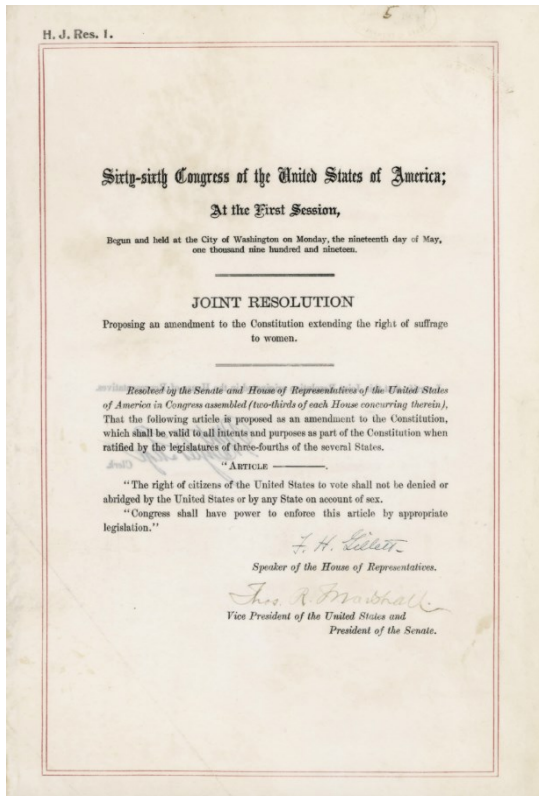 5
H. J. Res. 1.
Sixty-sixth Congress of the United States of America;
At the First Session,
Begun and held at the City of Washington on Monday, the nineteenth day of May,
one thousand nine hundred and nineteen.
JOINT RESOLUTION
Proposing an amendment to the Constitution extending the right of suffrage
to women.
Resolved by the Senate and House of Representatives of the United States
of America in Congress assembled (two-thirds of each House concurring therein),
That the following article is proposed as an amendment to the Constitution,
which shall be valid to all intents and purposes as part of the Constitution when
ratified by the legislatures of three-fourths of the several States.
"ARTICLE ————.
"The right of citizens of the United States to vote shall not be denied or
abridged by the United States or by any State on account of sex.
"Congress shall have power to enforce this article by appropriate
legislation."
F. H. Gillett
Speaker of the House of Representatives.
Thos. R. Marshall.
Vice President of the United States and
President of the Senate.